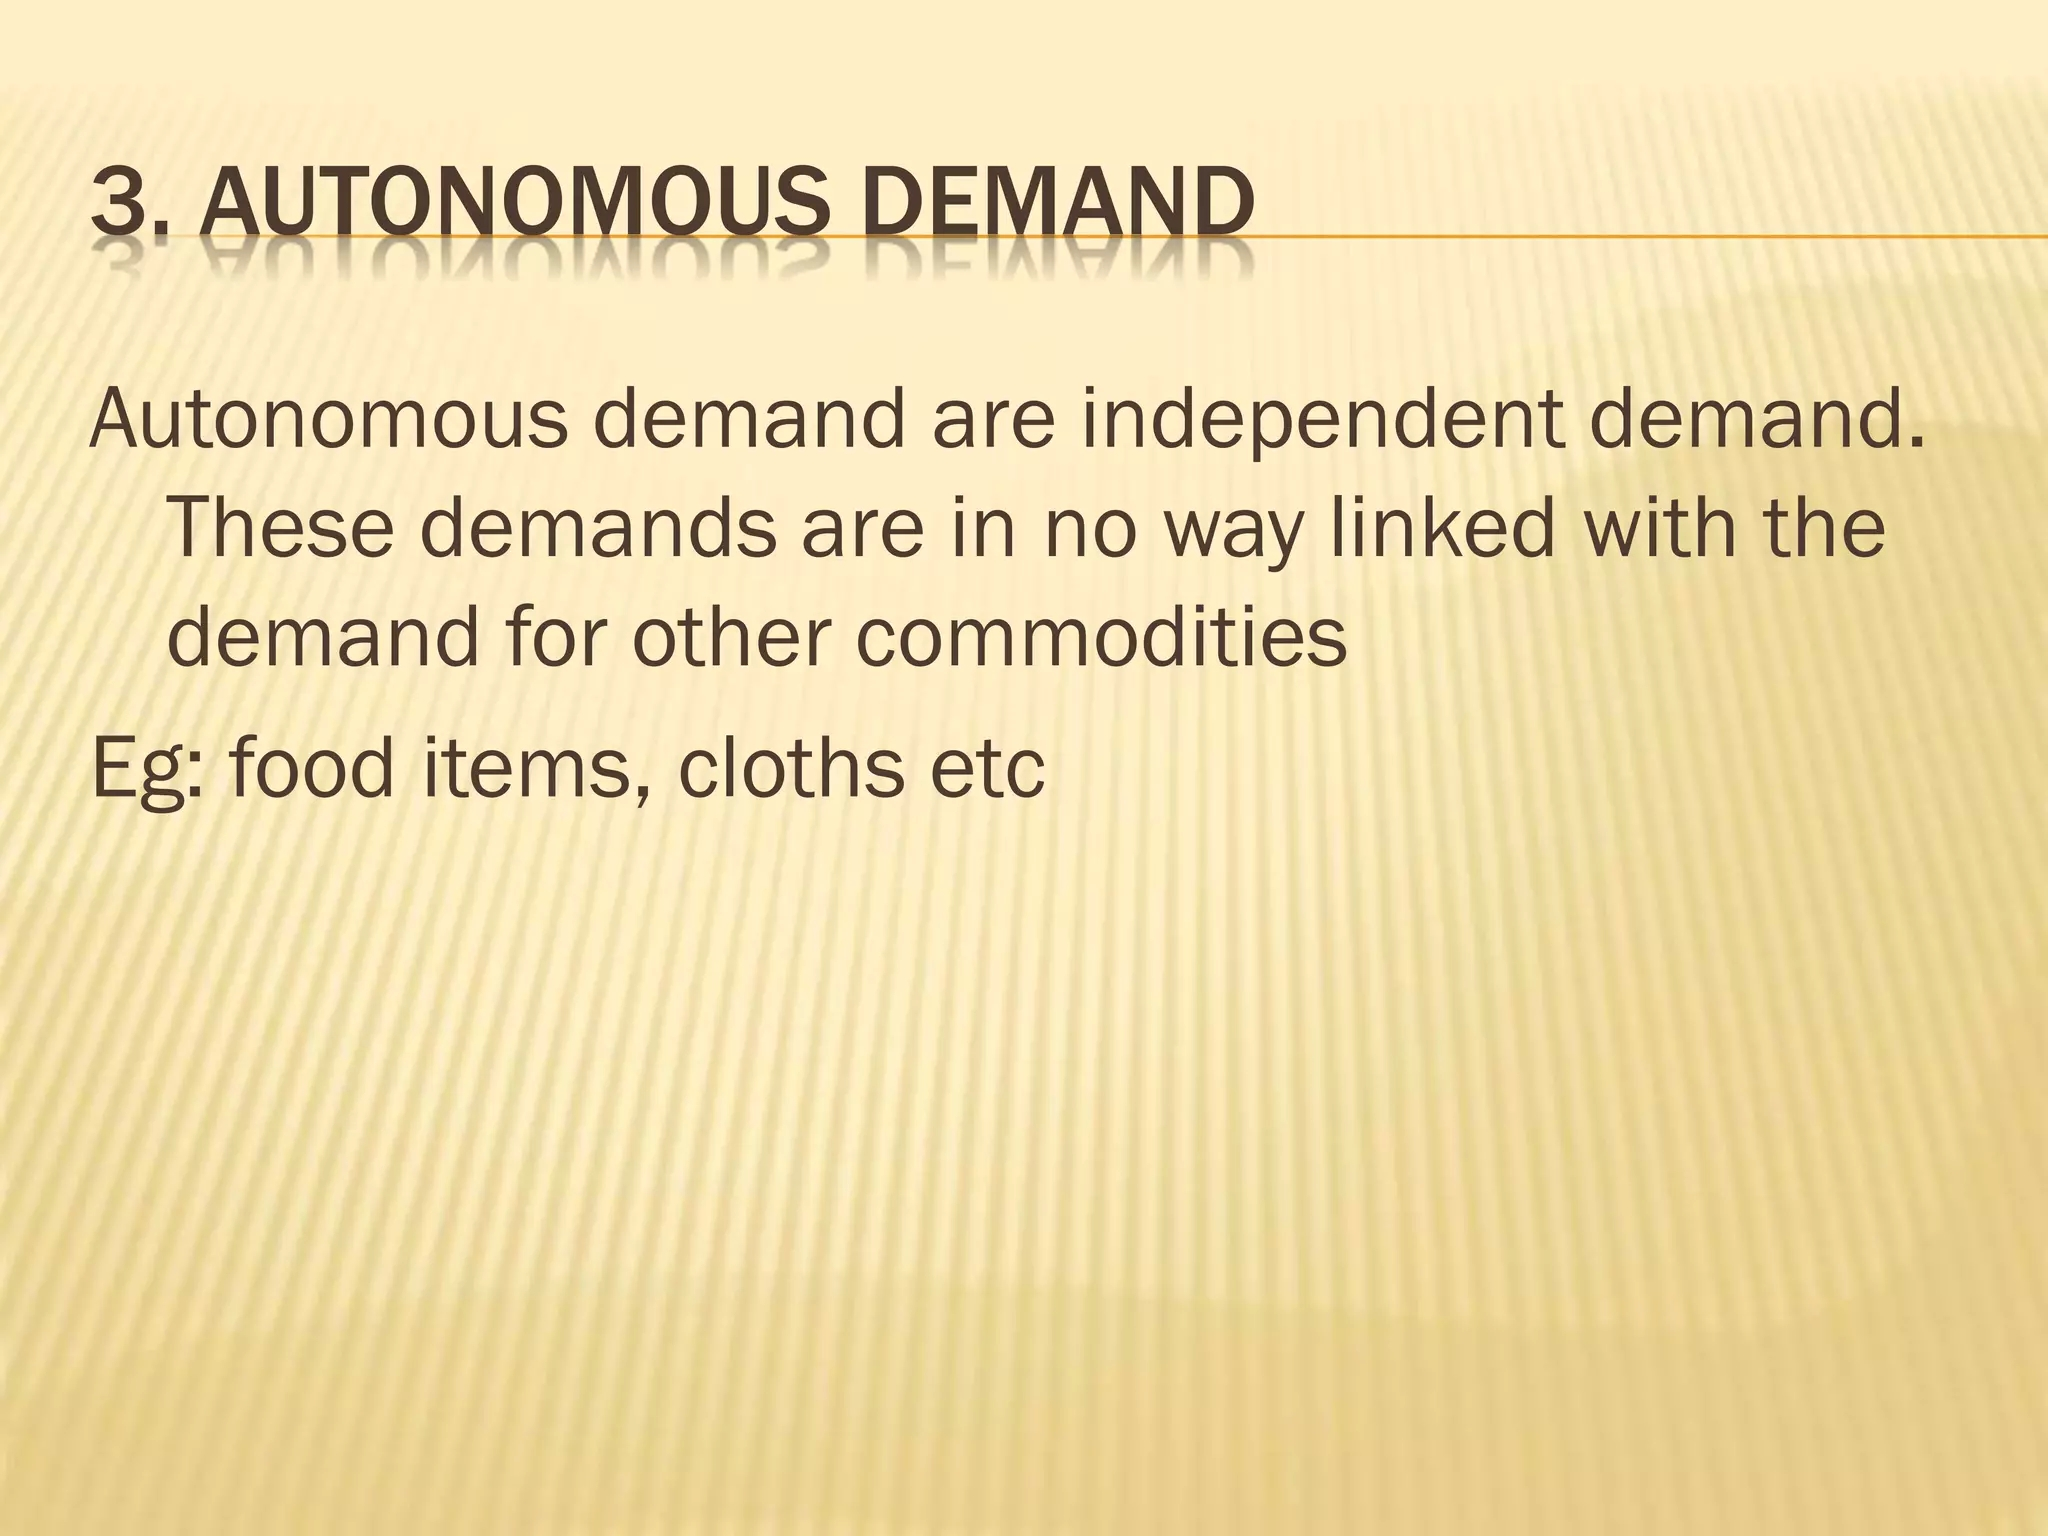 3. AUTONOMOUS DEMAND
Autonomous demand are independent demand.
These demands are in no way linked with the
demand for other commodities
Eg: food items, cloths etc